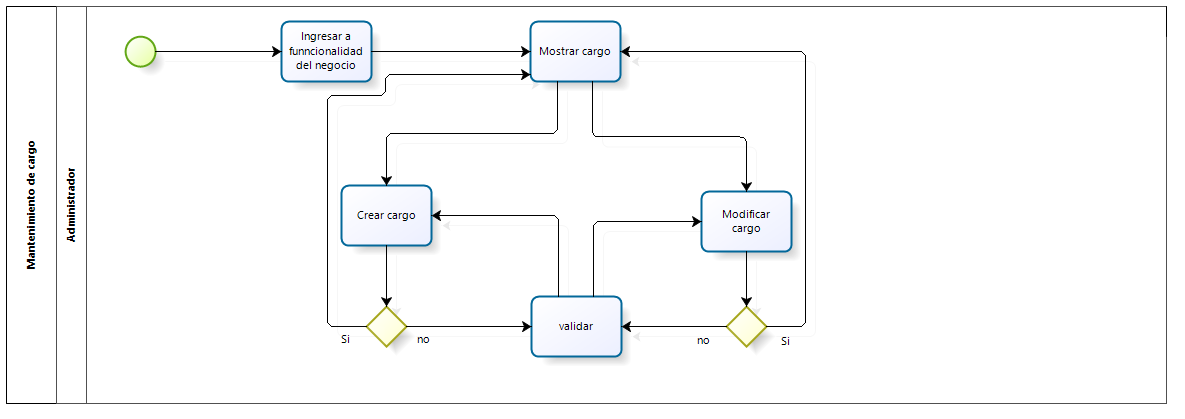 Mantenimiento de cargo
Administrador
Ingresar a
funncionalidad
del negocio
Mostrar cargo
Crear cargo
Modificar
cargo
validar
Si
no
no
Si